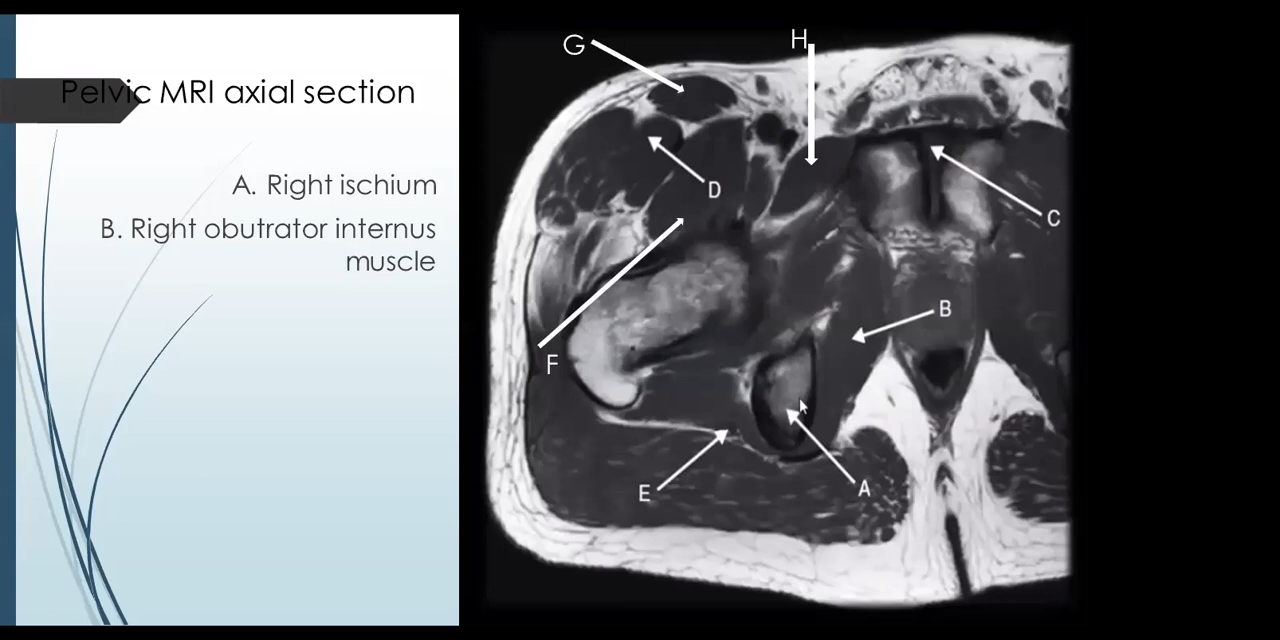 Pelvic MRI axial section
A. Right ischium
B. Right obutrator internus
muscle
G
H
D
C
F
B
E
A